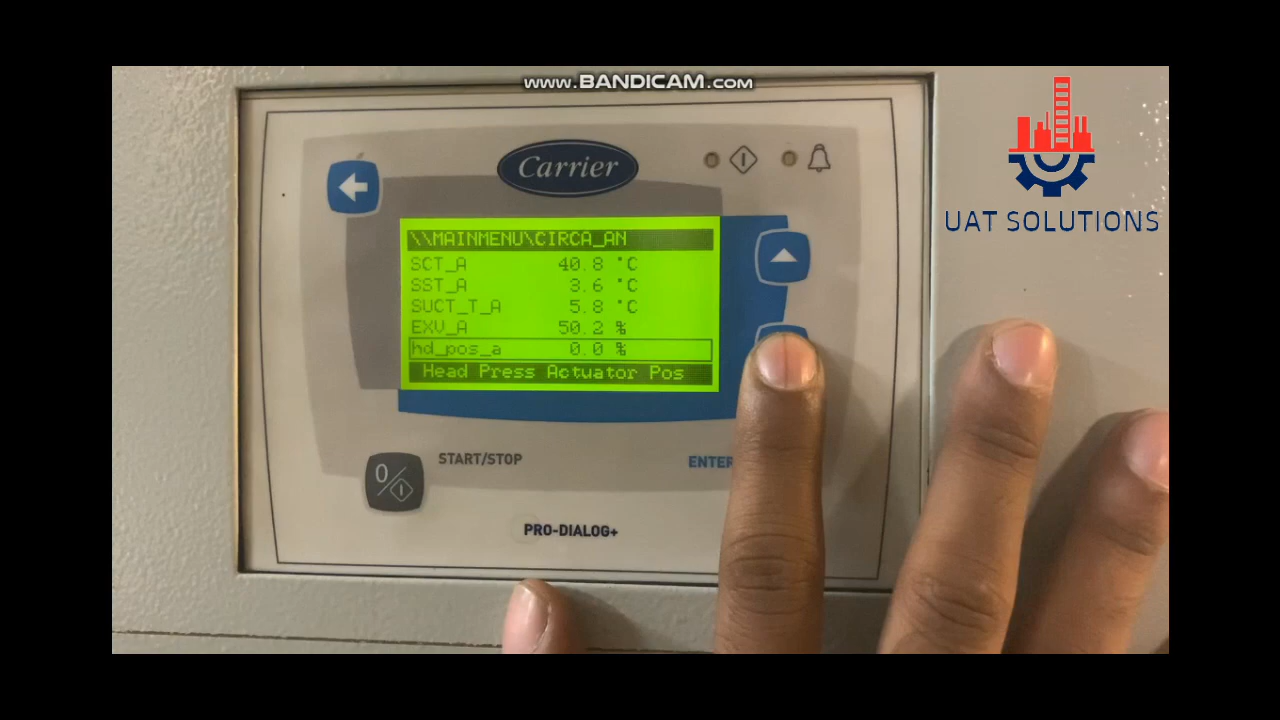 www.BANDICAM.com
Carrier
UAT SOLUTIONS
\\MAINMENU\CIRCA_AN
SCT_A 40.8 °C
SST_A 3.6 °C
SUCT_T_A 5.8 °C
EXV_A 50.2 %
hd_pos_a 0.0 %
Head Press Actuator Pos
START/STOP
ENTER
PRO-DIALOG+